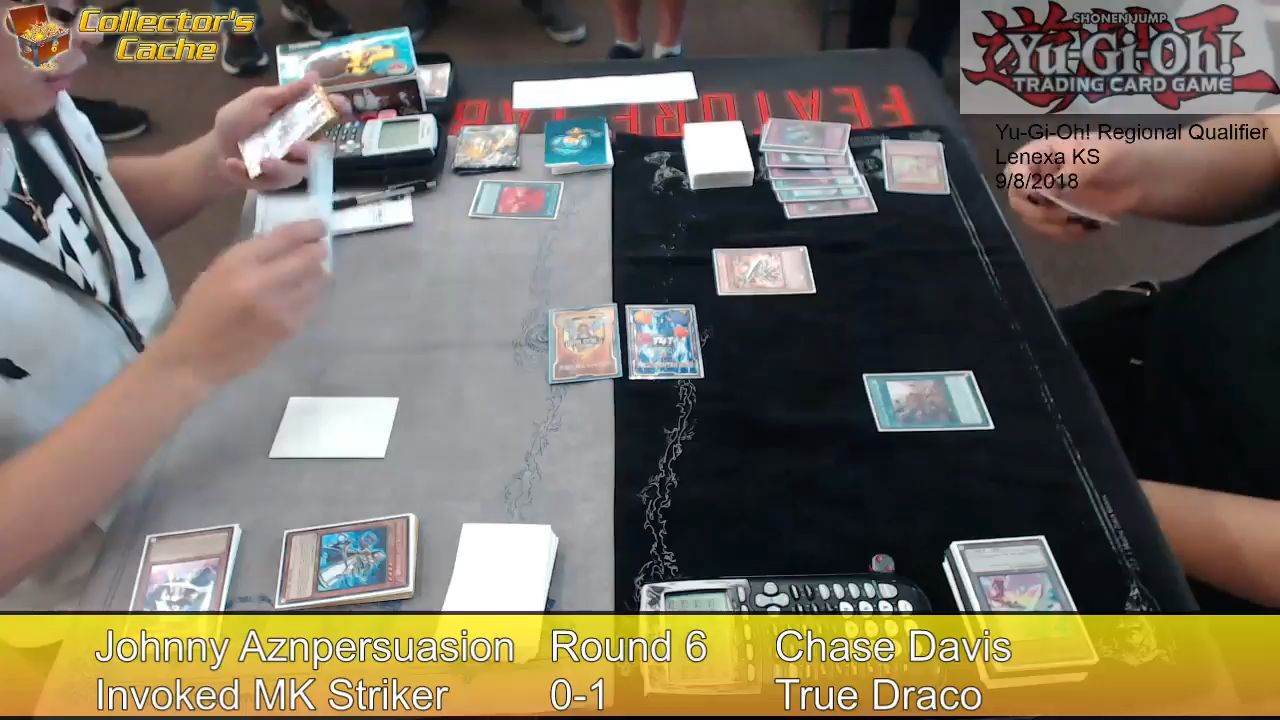 Collector's
Cache
SHONEN JUMP
Yu-Gi-Oh!
TRADING CARD GAME
Yu-Gi-Oh! Regional Qualifier
Lenexa KS
9/8/2018
FEATURE
Johnny Aznpersuasion Round 6 Chase Davis
Invoked MK Striker 0-1 True Draco